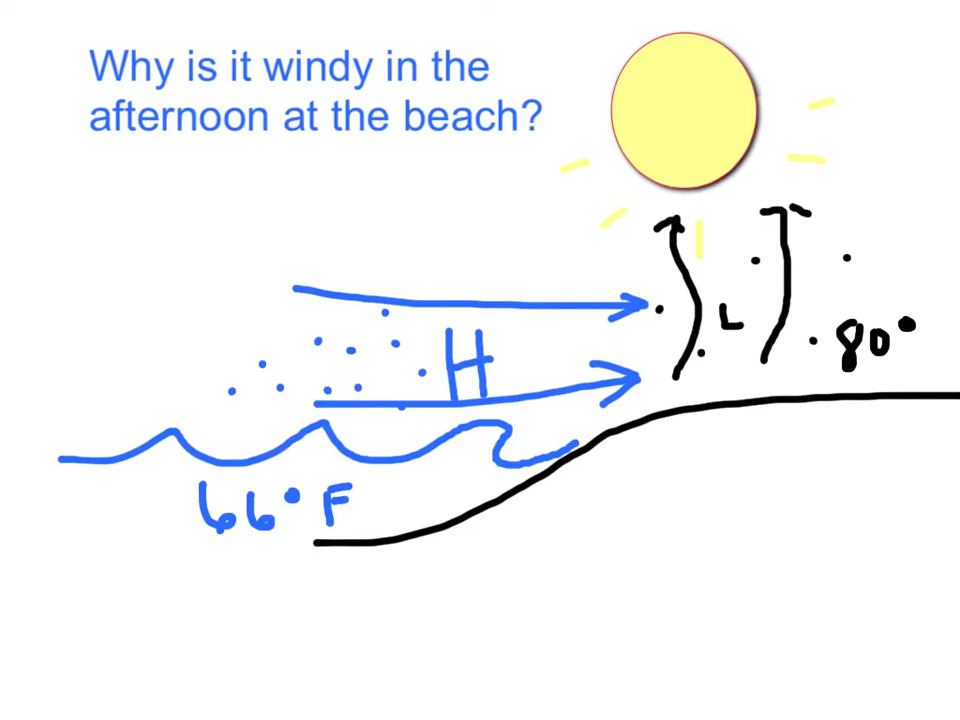 Why is it windy in the
afternoon at the beach?
L
H
80°
66° F